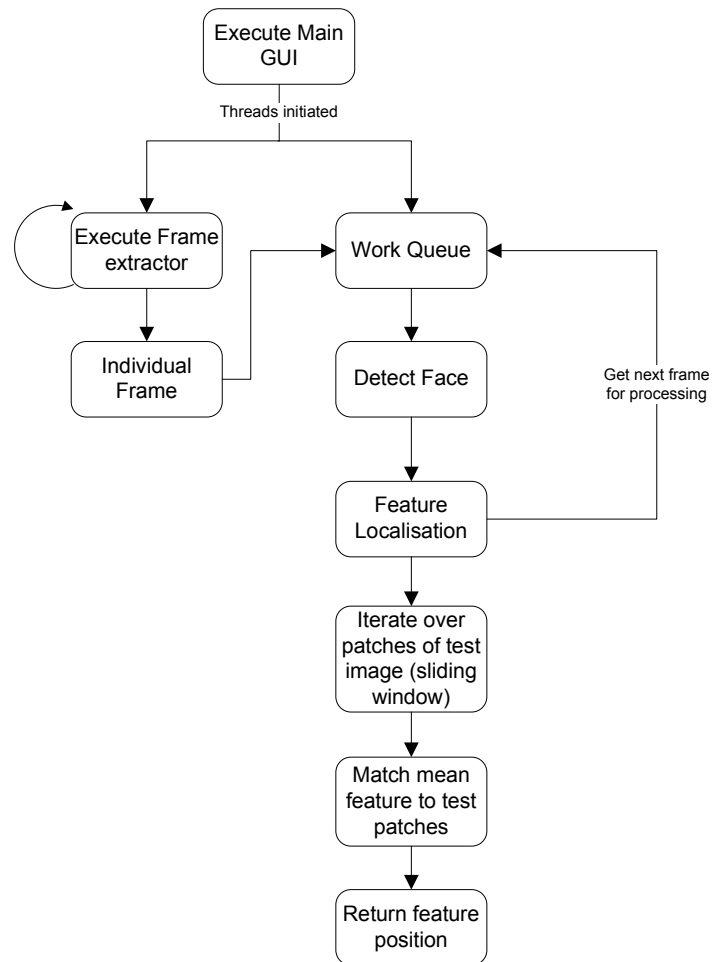 Execute Main
GUI
Threads initiated
Execute Frame
extractor
Work Queue
Individual
Frame
Detect Face
Get next frame
for processing
Feature
Localisation
Iterate over
patches of test
image (sliding
window)
Match mean
feature to test
patches
Return feature
position